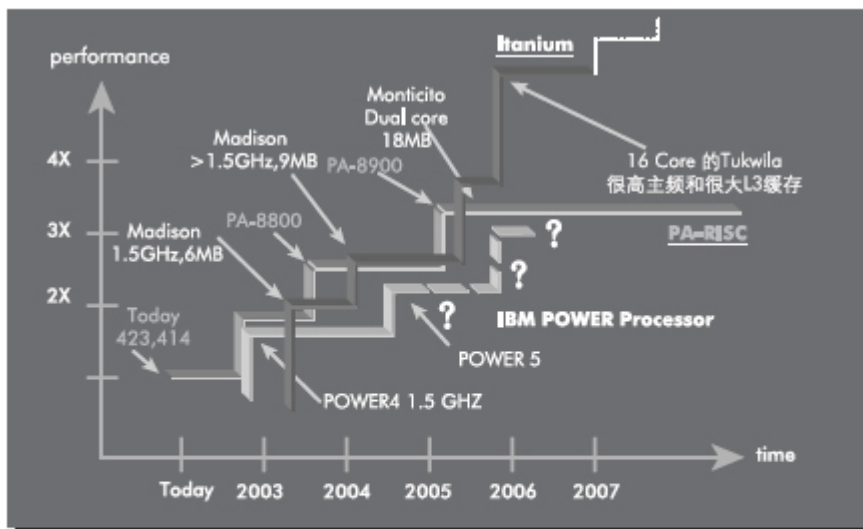 performance
Itanium
Monticito
Dual core
18MB
Madison
>1.5GHz,9MB
PA-8900
4X
16 Core 的Tukwila
很高主频和很大L3缓存
PA-8800
3X
Madison
1.5GHz,6MB
?
PA-RISC
?
2X
Today
423,414
?
IBM POWER Processor
POWER 5
POWER4 1.5 GHZ
time
Today
2003
2004
2005
2006
2007